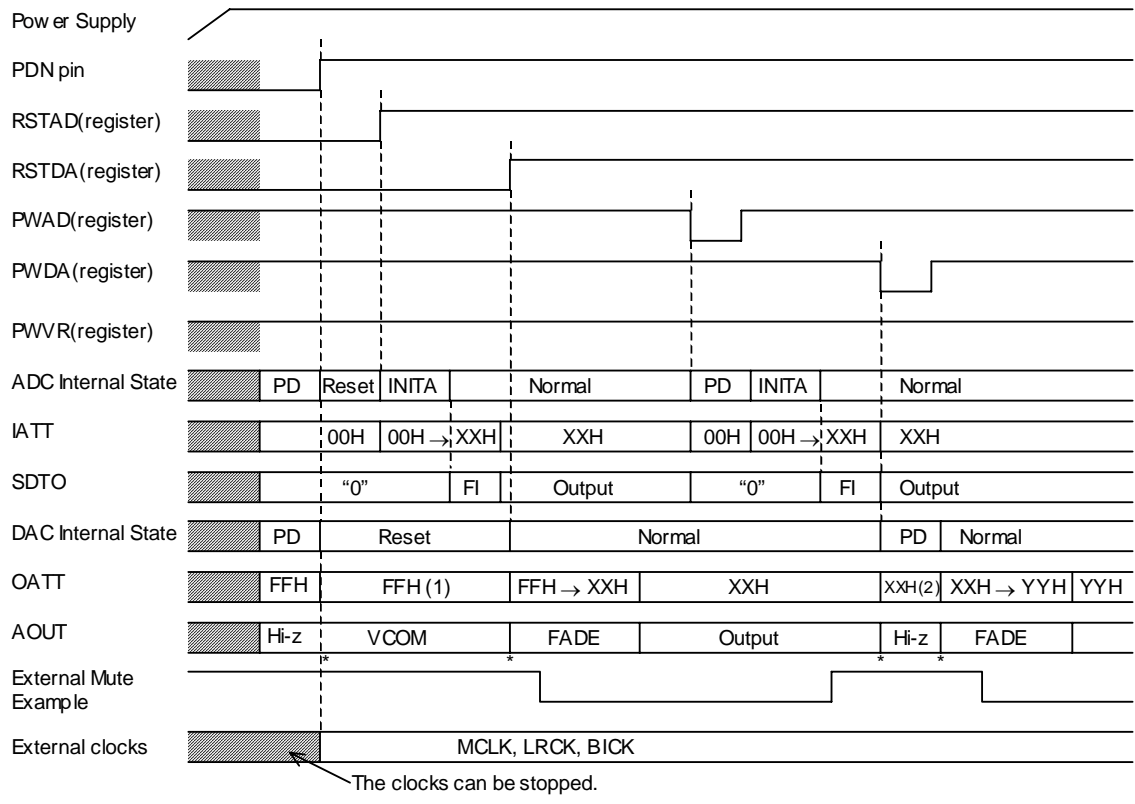 Power Supply
PDN pin
RSTAD(register)
RSTDA(register)
PWAD(register)
PWDA(register)
PWVR(register)
ADC Internal State PD Reset INITA Normal PD INITA Normal
IATT 00H 00H → XXH XXH 00H 00H → XXH XXH
SDTO “0” FI Output “0” FI Output
DAC Internal State PD Reset Normal PD Normal
OATT FFH FFH (1) FFH → XXH XXH XXH(2) XXH → YYH YYH
AOUT Hi-z VCOM FADE Output Hi-z FADE
* * * *
External Mute
Example
External clocks MCLK, LRCK, BICK
The clocks can be stopped.